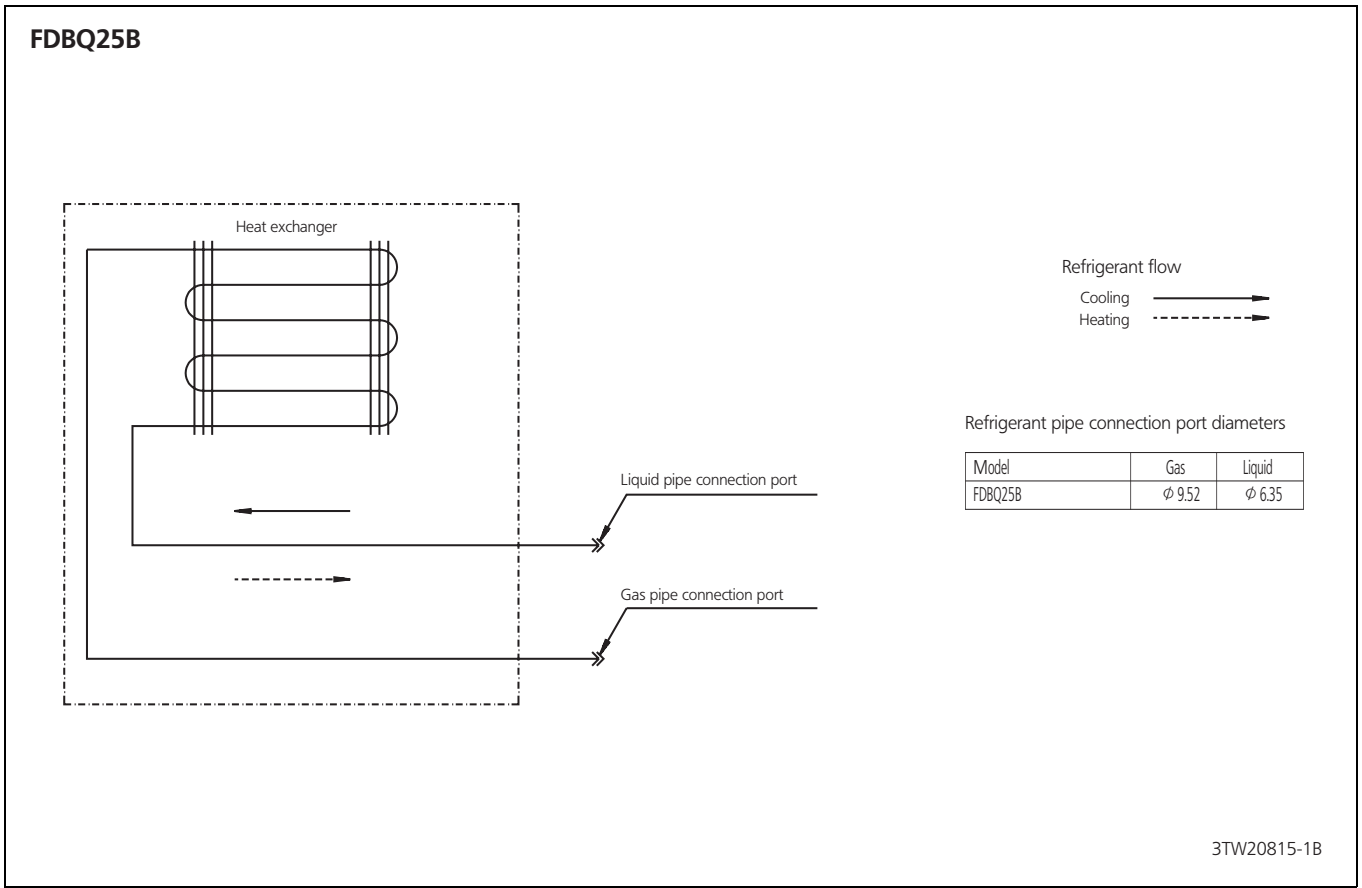 FDBQ25B
Heat exchanger
Refrigerant flow
Cooling
Heating
Refrigerant pipe connection port diameters
Model Gas Liquid
FDBQ25B φ 9.52 φ 6.35
Liquid pipe connection port
Gas pipe connection port
3TW20815-1B